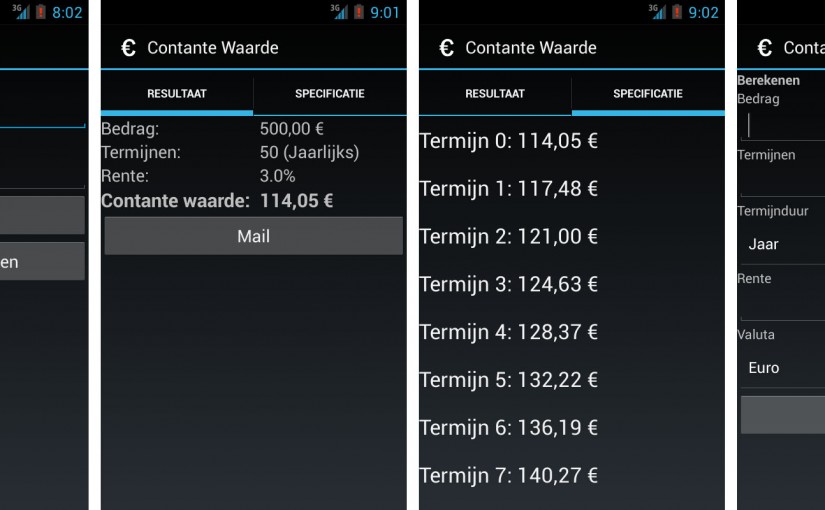 3G 8:02
en
3G 9:01
€ Contante Waarde
RESULTAAT SPECIFICATIE
Bedrag: 500,00 €
Termijnen: 50 (Jaarlijks)
Rente: 3.0%
Contante waarde: 114,05 €
Mail
3G 9:02
€ Contante Waarde
RESULTAAT SPECIFICATIE
Termijn 0: 114,05 €
Termijn 1: 117,48 €
Termijn 2: 121,00 €
Termijn 3: 124,63 €
Termijn 4: 128,37 €
Termijn 5: 132,22 €
Termijn 6: 136,19 €
Termijn 7: 140,27 €
€ Conta
Berekenen
Bedrag
Termijnen
Termijnduur
Jaar
Rente
Valuta
Euro